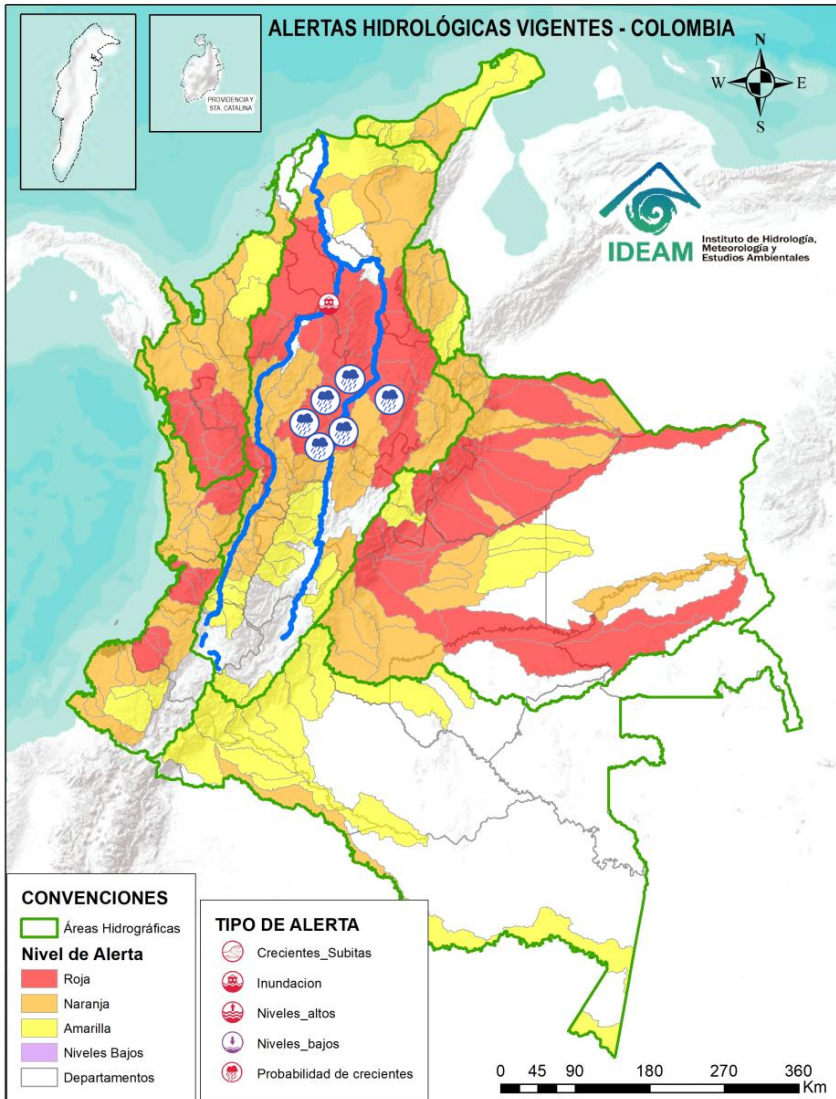 ALERTAS HIDROLÓGICAS VIGENTES - COLOMBIA
PROVIDENCIA Y
STA. CATALINA
N
W
E
S
IDEAM
Instituto de Hidrología,
Meteorología y
Estudios Ambientales
CONVENCIONES
Áreas Hidrográficas
Nivel de Alerta
Roja
Naranja
Amarilla
Niveles Bajos
Departamentos
TIPO DE ALERTA
Crecientes_Subitas
Inundacion
Niveles_altos
Niveles_bajos
Probabilidad de crecientes
0 45 90 180 270 360
Km